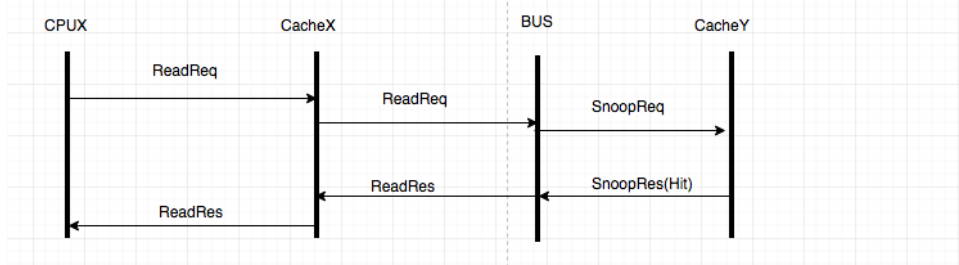 CPUX
CacheX
BUS
CacheY
ReadReq
ReadReq
SnoopReq
ReadRes
SnoopRes(Hit)
ReadRes